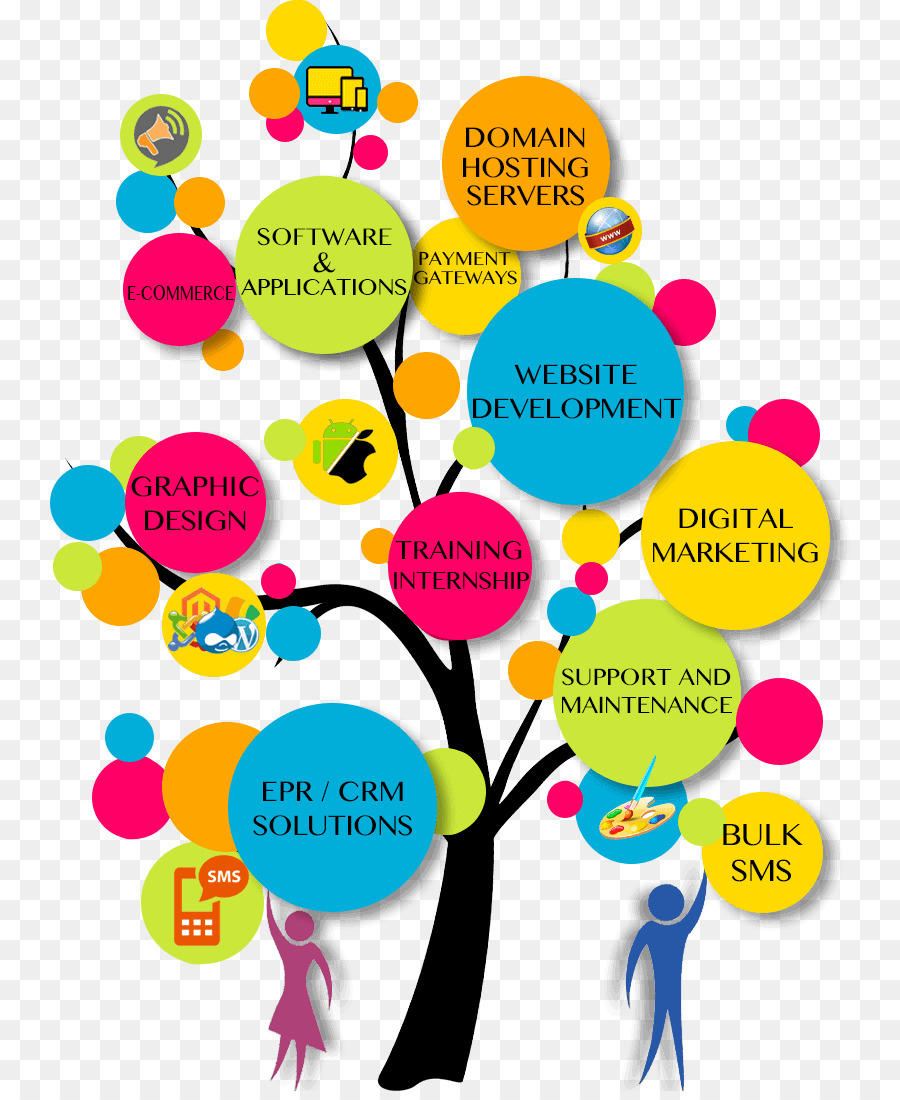 DOMAIN
HOSTING
SERVERS
WWW
SOFTWARE
&
APPLICATIONS
PAYMENT
GATEWAYS
E-COMMERCE
WEBSITE
DEVELOPMENT
GRAPHIC
DESIGN
TRAINING
INTERNSHIP
DIGITAL
MARKETING
W
SUPPORT AND
MAINTENANCE
EPR / CRM
SOLUTIONS
BULK
SMS
SMS